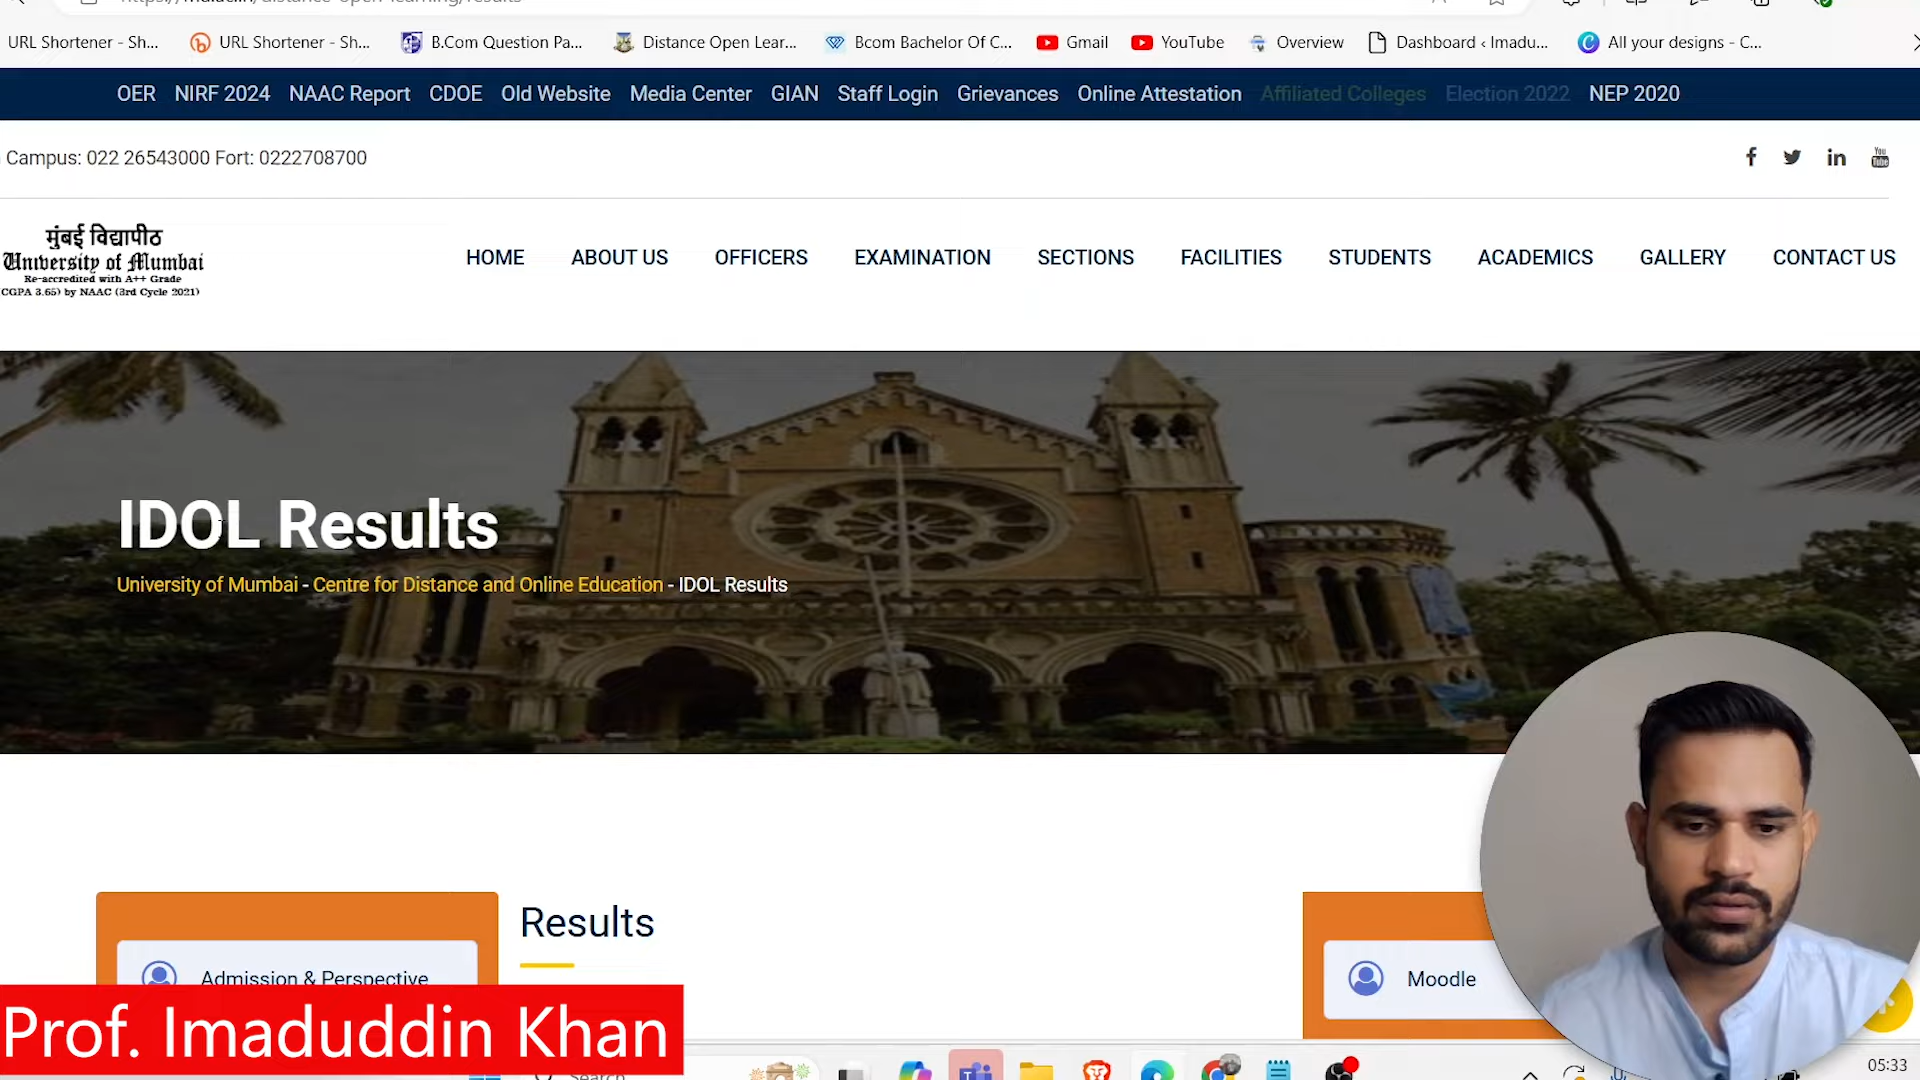 URL Shortener - Sh...
URL Shortener - Sh...
B.Com Question Pa...
Distance Open Lear...
Bcom Bachelor Of C...
Gmail
YouTube
Overview
Dashboard ‹ Imadu...
All your designs - C...
OER NIRF 2024 NAAC Report CDOE Old Website Media Center GIAN Staff Login Grievances Online Attestation Affiliated Colleges Election 2022 NEP 2020
Campus: 022 26543000 Fort: 0222708700
You
Tube
मुंबई विद्यापीठ
University of Mumbai
Re-accredited with A++ Grade
CGPA 3.65) by NAAC (3rd Cycle 2021)
HOME ABOUT US OFFICERS EXAMINATION SECTIONS FACILITIES STUDENTS ACADEMICS GALLERY CONTACT US
IDOL Results
University of Mumbai - Centre for Distance and Online Education - IDOL Results
Results
Admission & Perspective
Moodle
Prof. Imaduddin Khan
Search
05:33